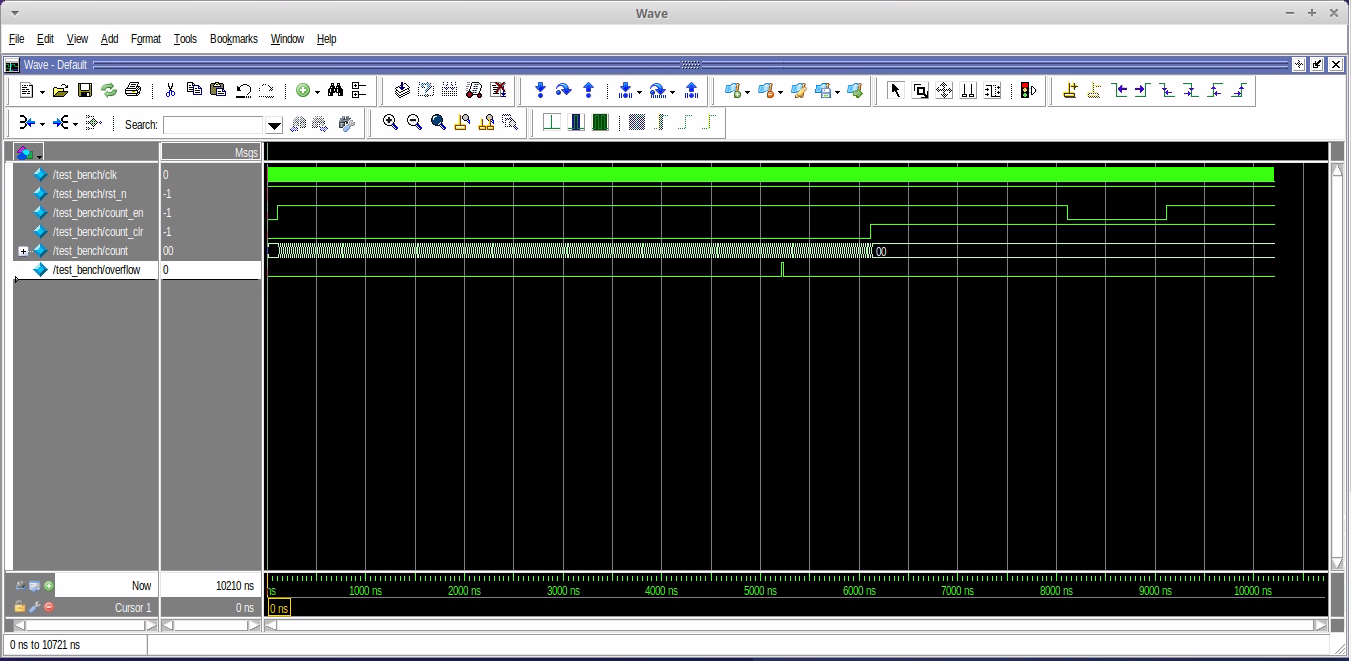 Wave
File Edit View Add Format Tools Bookmarks Window Help
Wave - Default
Search:
Msgs
/test_bench/clk 0
/test_bench/rst_n -1
/test_bench/count_en -1
/test_bench/count_clr -1
/test_bench/count 00 00
/test_bench/overflow 0
Now 10210 ns
ns 1000 ns 2000 ns 3000 ns 4000 ns 5000 ns 6000 ns 7000 ns 8000 ns 9000 ns 10000 ns
Cursor 1 0 ns 0 ns
0 ns to 10721 ns